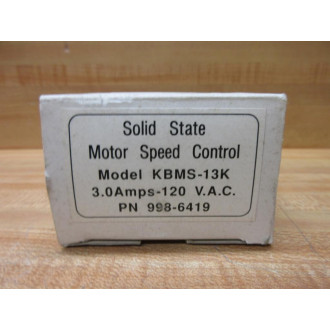 Solid State
Motor Speed Control
Model KBMS-13K
3.0Amps-120 V.A.C.
PN 998-6419